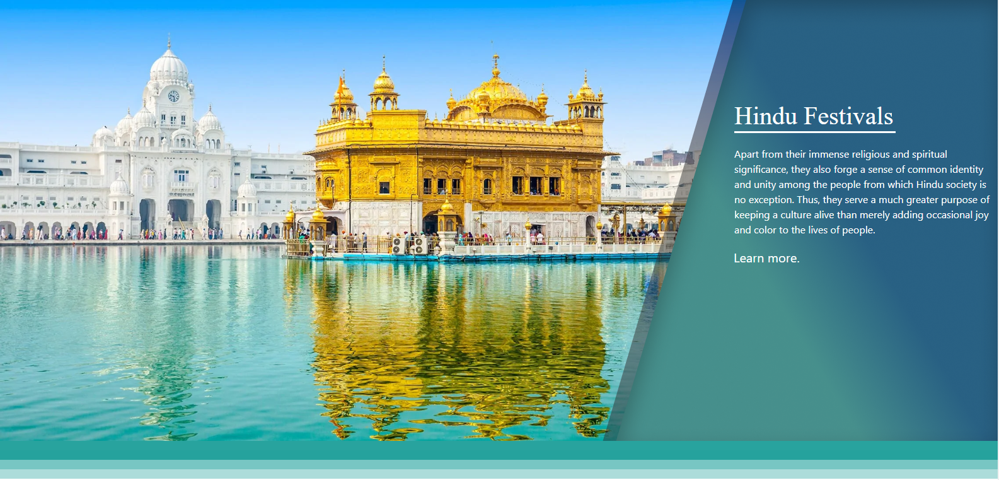 Hindu Festivals
Apart from their immense religious and spiritual
significance, they also forge a sense of common identity
and unity among the people from which Hindu society is
no exception. Thus, they serve a much greater purpose of
keeping a culture alive than merely adding occasional joy
and color to the lives of people.
Learn more.